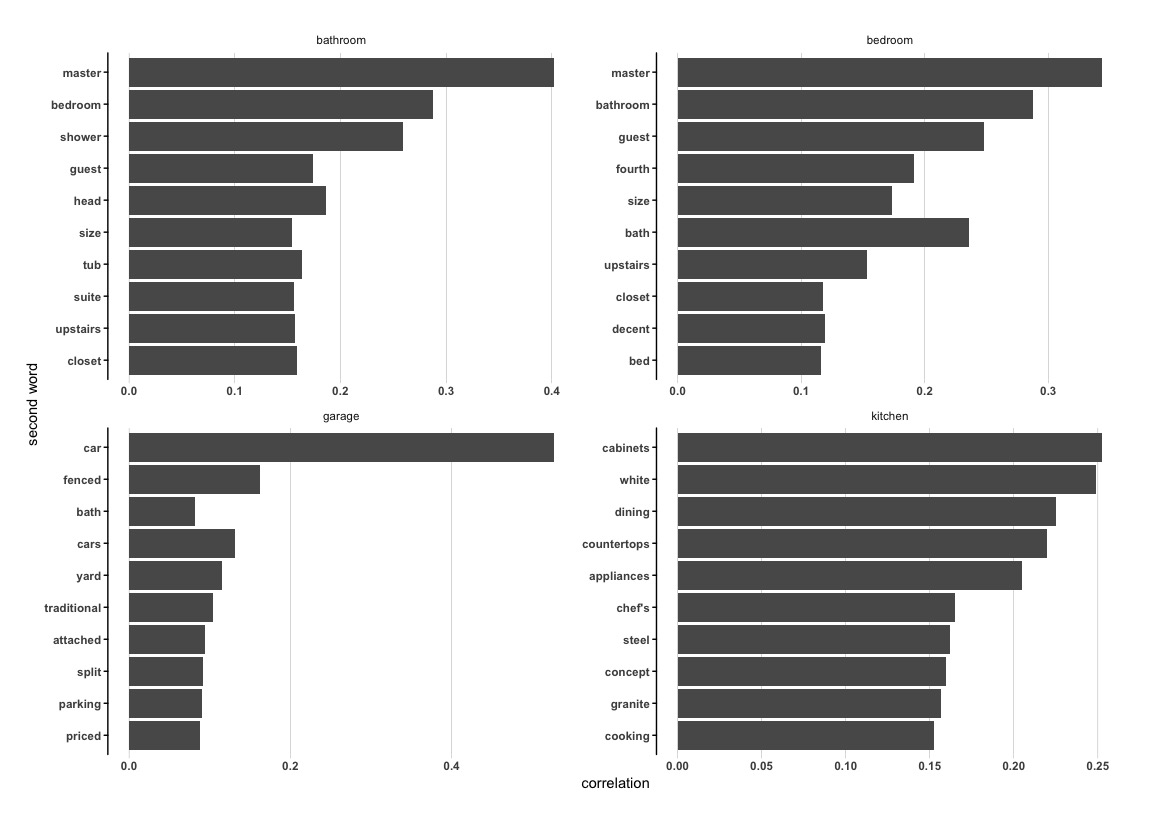 bathroom
master
bedroom
shower
guest
head
size
tub
suite
upstairs
closet
0.0 0.1 0.2 0.3 0.4
bedroom
master
bathroom
guest
fourth
size
bath
upstairs
closet
decent
bed
0.0 0.1 0.2 0.3
garage
car
fenced
bath
cars
yard
traditional
attached
split
parking
priced
0.0 0.2 0.4
kitchen
cabinets
white
dining
countertops
appliances
chef's
steel
concept
granite
cooking
0.00 0.05 0.10 0.15 0.20 0.25
second word
correlation